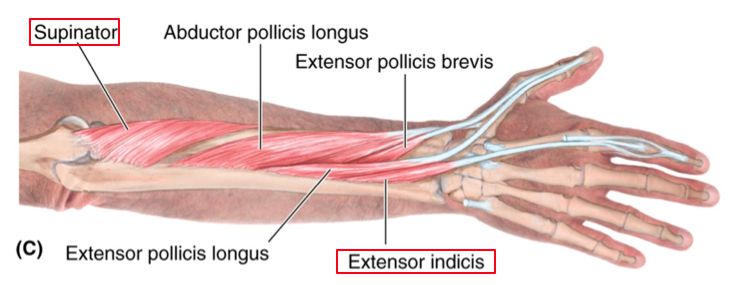 Supinator
Abductor pollicis longus
Extensor pollicis brevis
(C)
Extensor pollicis longus
Extensor indicis